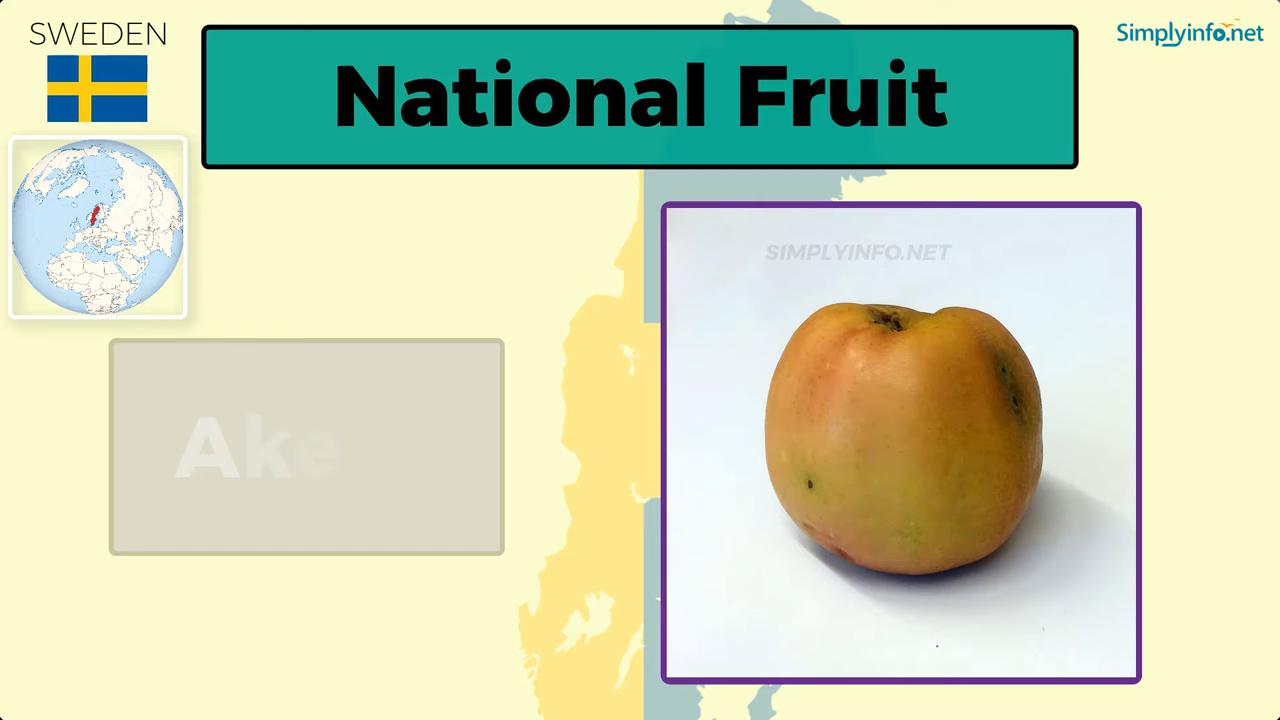 SWEDEN
National Fruit
Simplyinfo.net
SIMPLYINFO.NET
Ake